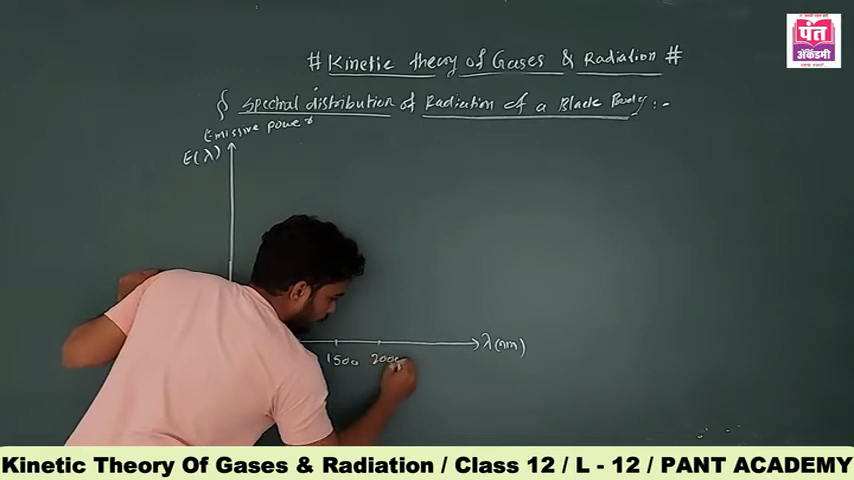 पंत
ॲकॅडमी
# Kinetic theory of Gases & Radiation #
§ Spectral distribution of Radiation of a Black Body :-
Emissive power
E(λ)
λ(nm)
1500 2000
Kinetic Theory Of Gases & Radiation / Class 12 / L - 12 / PANT ACADEMY